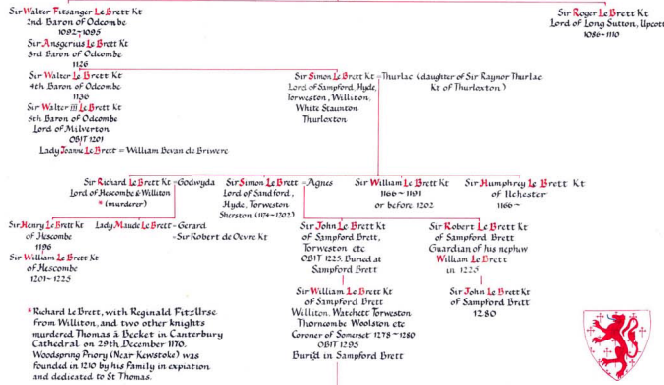 Sir Walter Fitsanger Le Brett Kt
2nd Baron of Odcombe
1092-1095
Sir Ansgerius Le Brett Kt
3rd Baron of Odcombe
1126
Sir Walter Le Brett Kt
4th Baron of Odcombe
1136
Sir Walter III Le Brett Kt
5th Baron of Odcombe
Lord of Milverton
OBIT 1201
Lady Joanne Le Brett = William Bevan de Briwere
Sir Roger Le Brett Kt
Lord of Long Sutton, Upcott
1086-1110
Sir Simon Le Brett Kt = Thurlac (daughter of Sir Raynor Thurlac
Kt of Thurloxton)
Lord of Sampford, Hyde,
Torweston, Williton,
White Staunton
Thurloxton
Sir Richard Le Brett Kt = Godwyda
Lord of Hescombe & Williton
* (murderer)
Sir Simon Le Brett = Agnes
Lord of Sandford,
Hyde, Torweston
Sherston (1174-1202)
Sir William Le Brett Kt
1166 - 1191
or before 1202
Sir Humphrey Le Brett Kt
of Ilchester
1166 -
Sir Henry Le Brett Kt
of Hescombe
1196
Sir William Le Brett Kt
of Hescombe
1201-1225
Lady Maude Le Brett = Gerard
= Sir Robert de Oevre Kt
Sir John Le Brett Kt
of Sampford Brett,
Torweston etc
OBIT 1225, Buried at
Sampford Brett
Sir William Le Brett Kt
of Sampford Brett
Williton, Watchett Torweston
Thorncombe Woolston etc
Coroner of Somerset 1278 - 1280
OBIT 1295
Buried in Sampford Brett
Sir Robert Le Brett Kt
of Sampford Brett
Guardian of his nephew
William Le Brett
in 1225
Sir John Le Brett Kt
of Sampford Britt
1280
* Richard Le Brett, with Reginald FitzUrse
from Williton, and two other knights
murdered Thomas à Becket in Canterbury
Cathedral on 29th December 1170.
Woodspring Priory (Near Kewstoke) was
founded in 1210 by his Family in expiation
and dedicated to St Thomas.